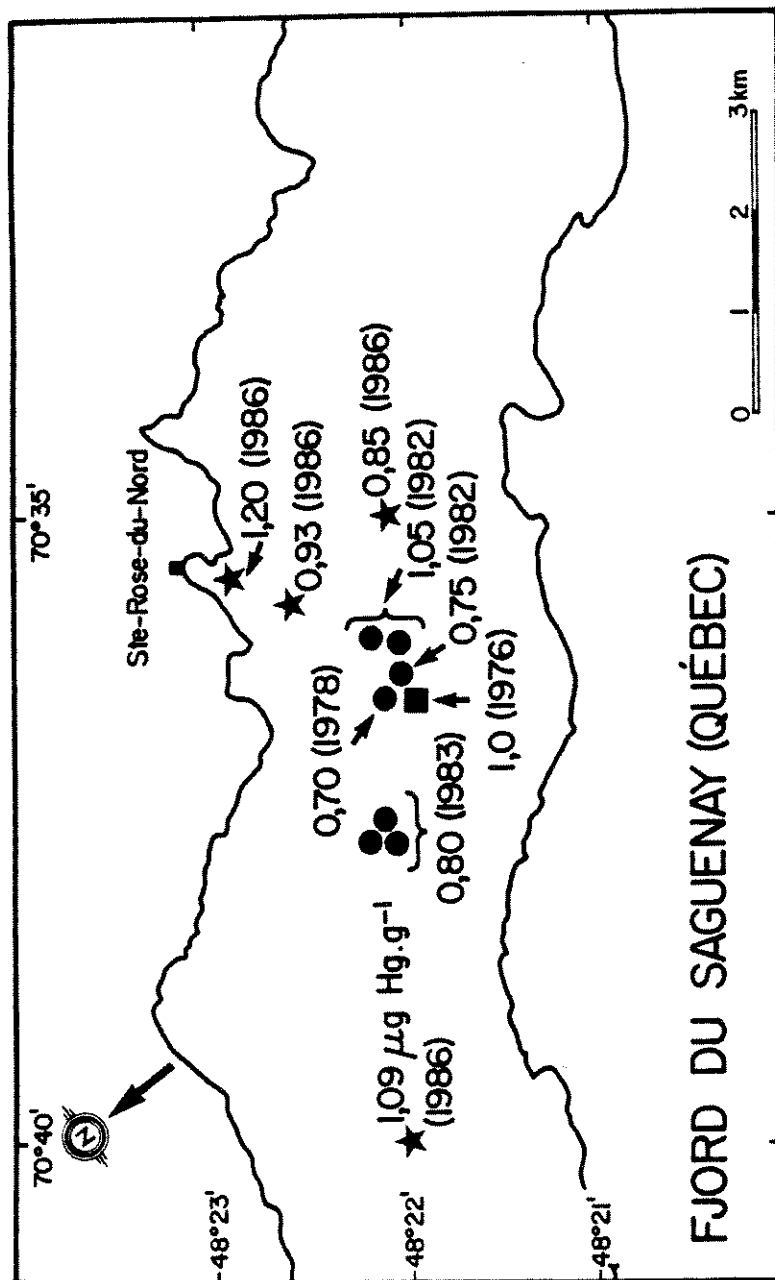 70°40'
70°35'
N
Ste-Rose-du-Nord
48°23'
1,20 (1986)
0,93 (1986)
0,70 (1978)
0,85 (1986)
1,05 (1982)
48°22'
1,09 µg Hg.g⁻¹
(1986)
0,80 (1983)
0,75 (1982)
1,0 (1976)
48°21'
FJORD DU SAGUENAY (QUÉBEC)
0 1 2 3 km